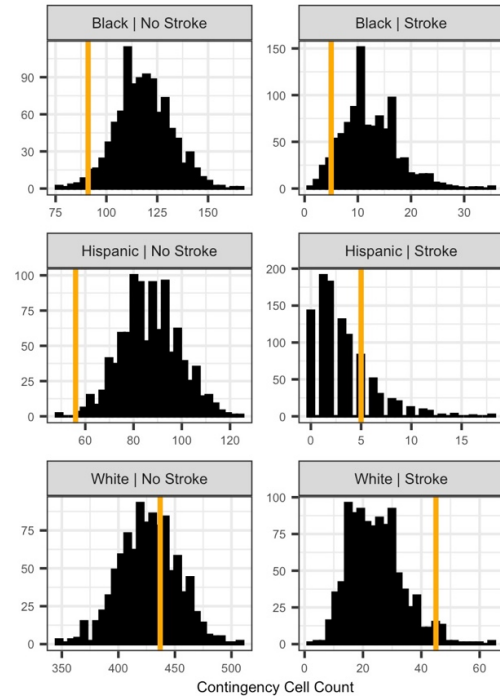 Black | No Stroke
Black | Stroke
90
60
30
0
75 100 125 150
150
100
50
0
0 10 20 30
Hispanic | No Stroke
Hispanic | Stroke
100
75
50
25
0
60 80 100 120
200
150
100
50
0
0 5 10 15
White | No Stroke
White | Stroke
75
50
25
0
350 400 450 500
100
75
50
25
0
0 20 40 60
Contingency Cell Count